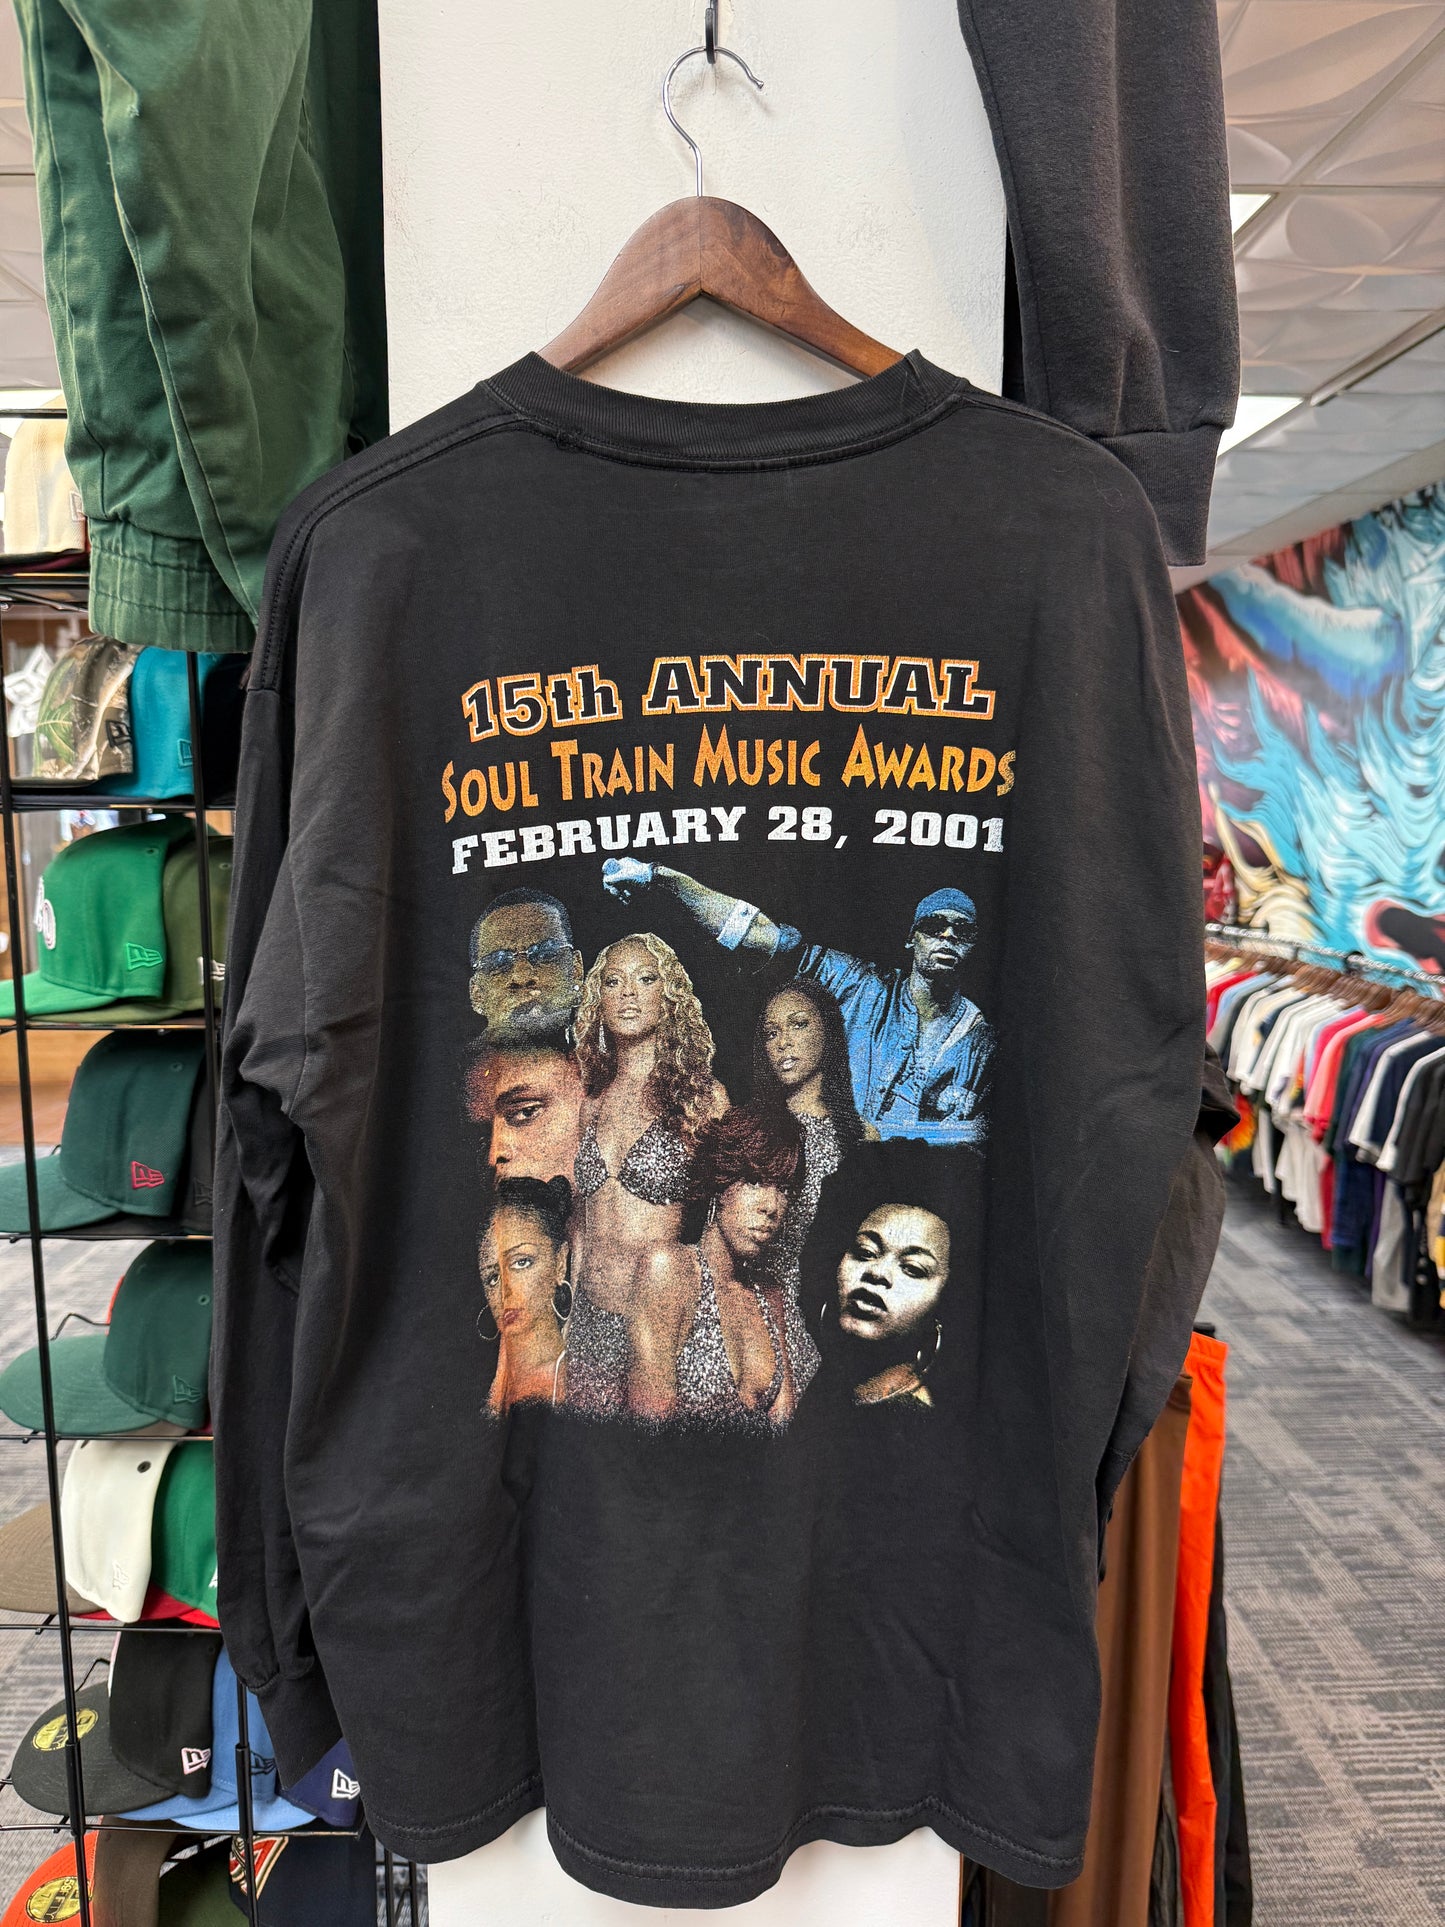 15th ANNUAL
SOUL TRAIN MUSIC AWARDS
FEBRUARY 28, 2001